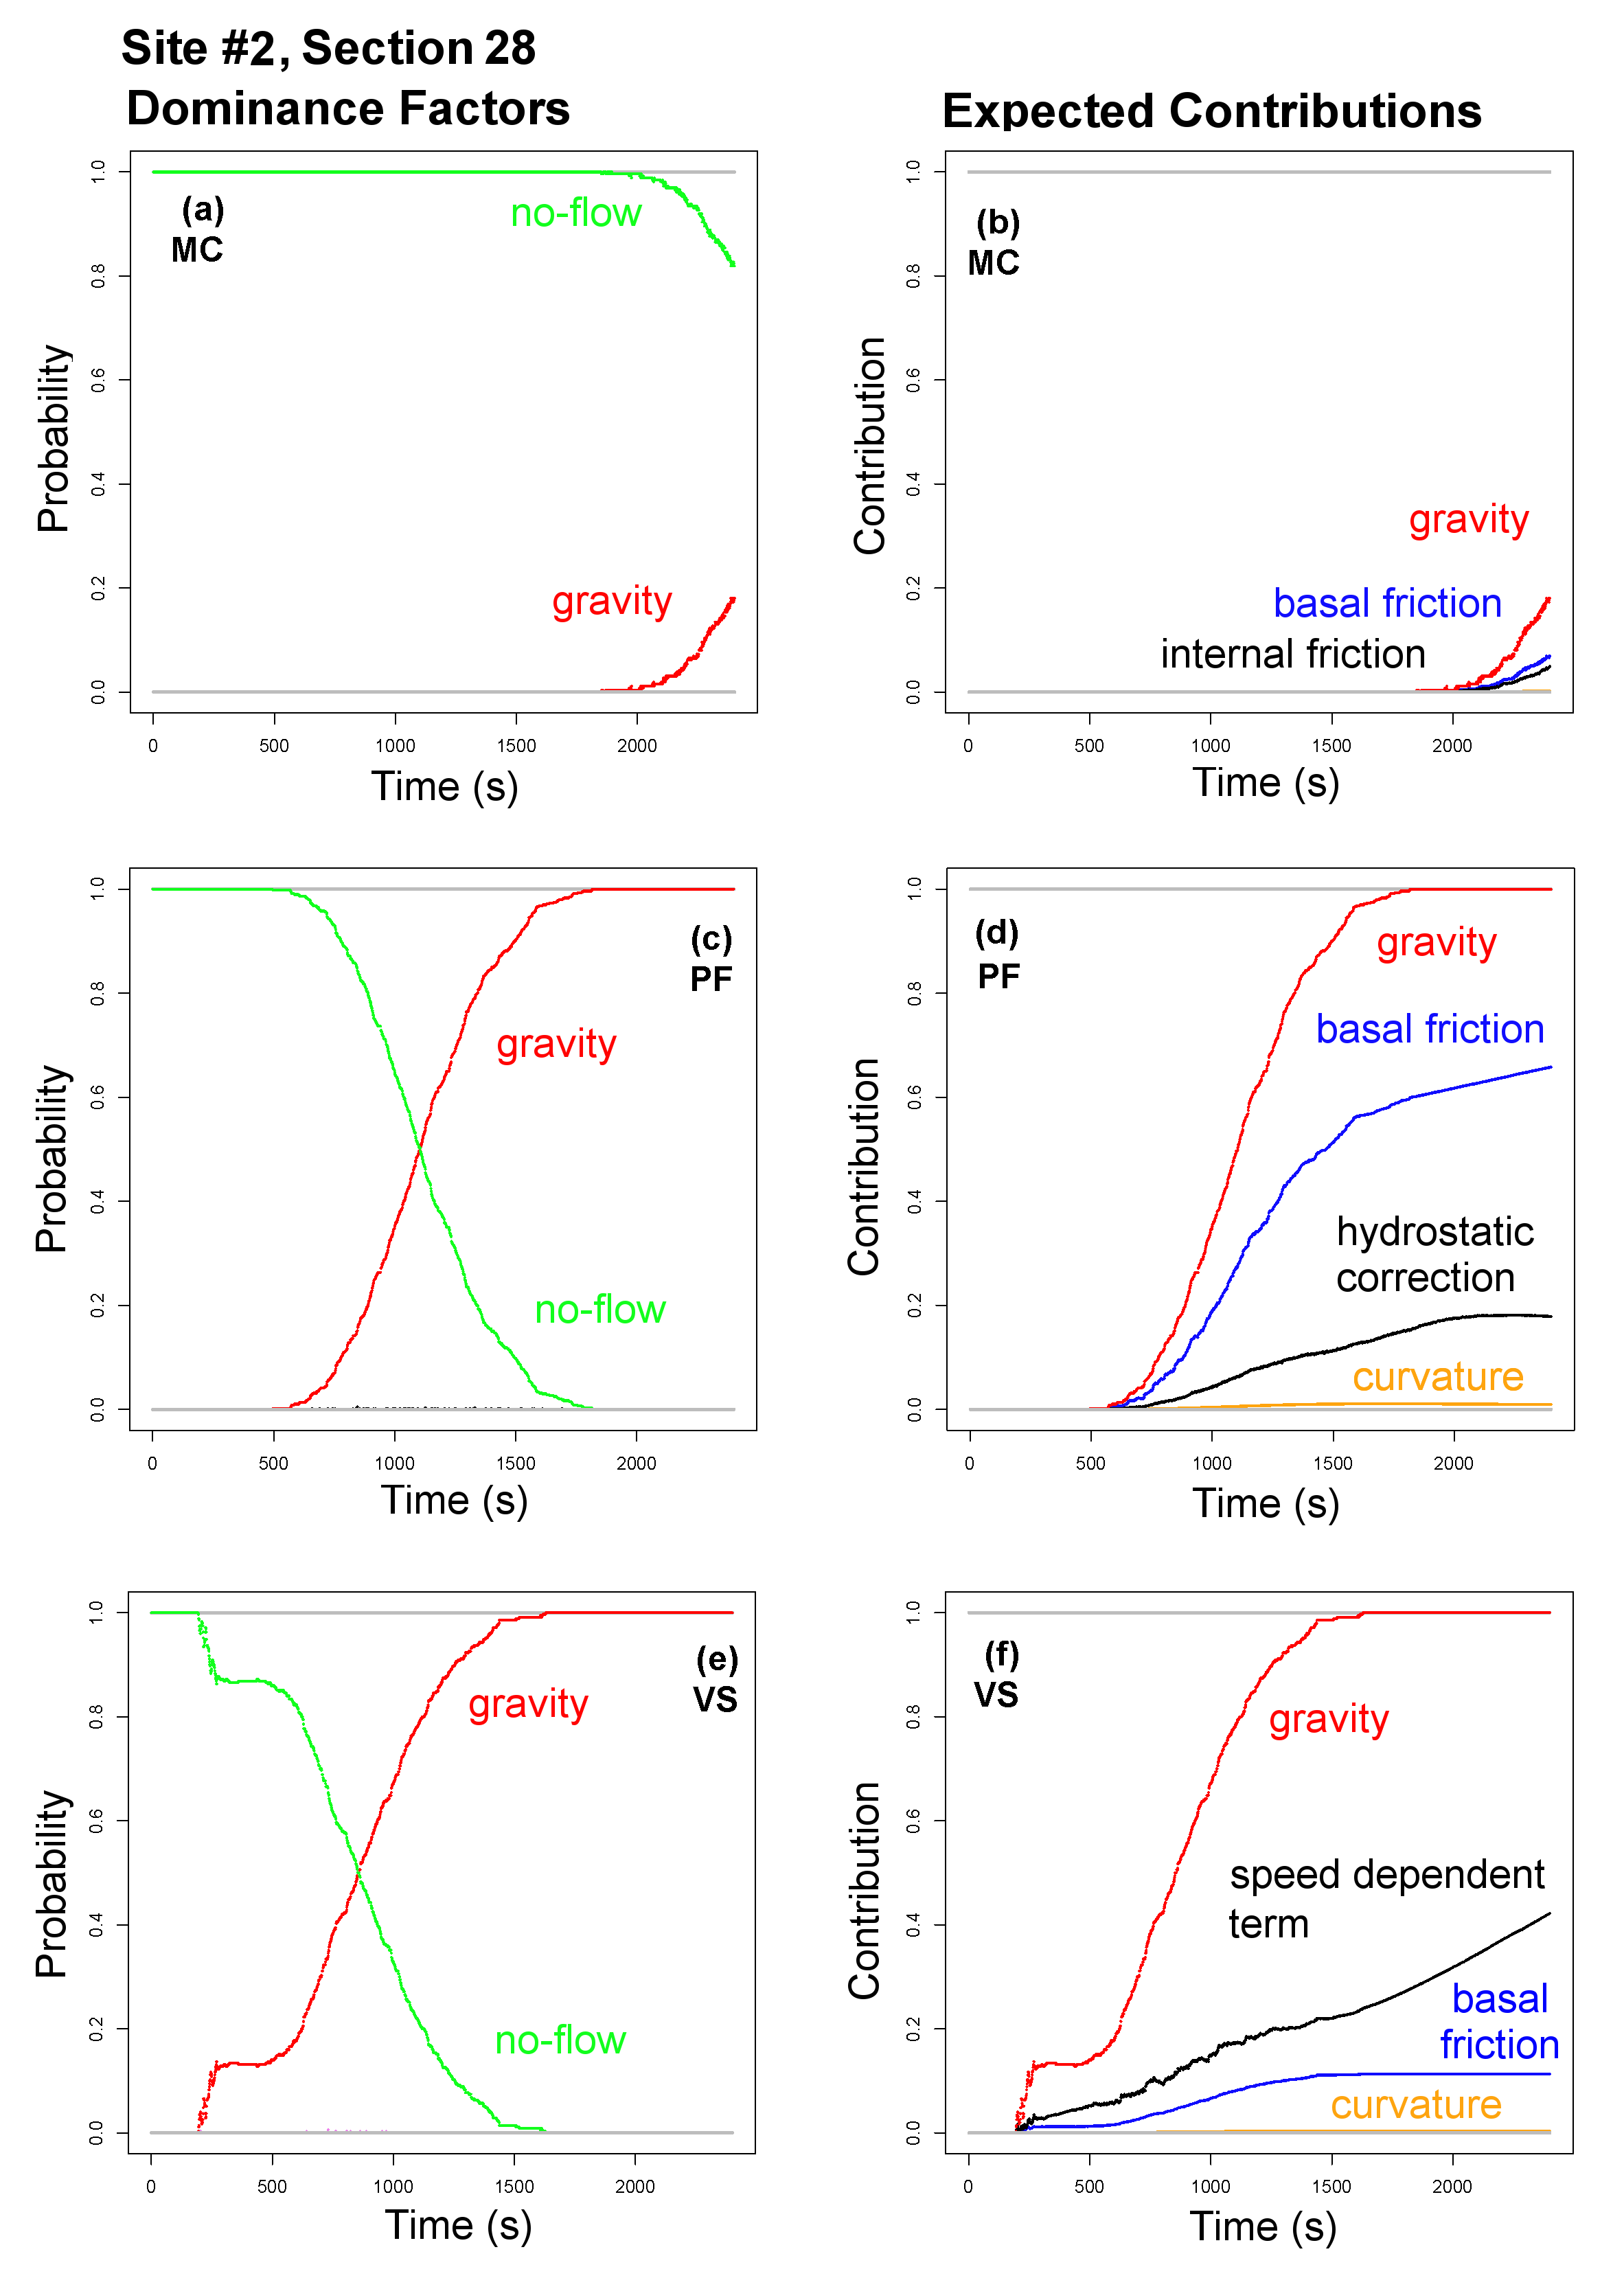 Site #2, Section 28
Dominance Factors
Expected Contributions
(a)
MC
no-flow
gravity
Probability
0.0 0.2 0.4 0.6 0.8 1.0
0 500 1000 1500 2000
Time (s)
(b)
MC
gravity
basal friction
internal friction
Contribution
0.0 0.2 0.4 0.6 0.8 1.0
0 500 1000 1500 2000
Time (s)
(c)
PF
gravity
no-flow
Probability
0.0 0.2 0.4 0.6 0.8 1.0
0 500 1000 1500 2000
Time (s)
(d)
PF
gravity
basal friction
hydrostatic
correction
curvature
Contribution
0.0 0.2 0.4 0.6 0.8 1.0
0 500 1000 1500 2000
Time (s)
(e)
VS
gravity
no-flow
Probability
0.0 0.2 0.4 0.6 0.8 1.0
0 500 1000 1500 2000
Time (s)
(f)
VS
gravity
speed dependent
term
basal
friction
curvature
Contribution
0.0 0.2 0.4 0.6 0.8 1.0
0 500 1000 1500 2000
Time (s)